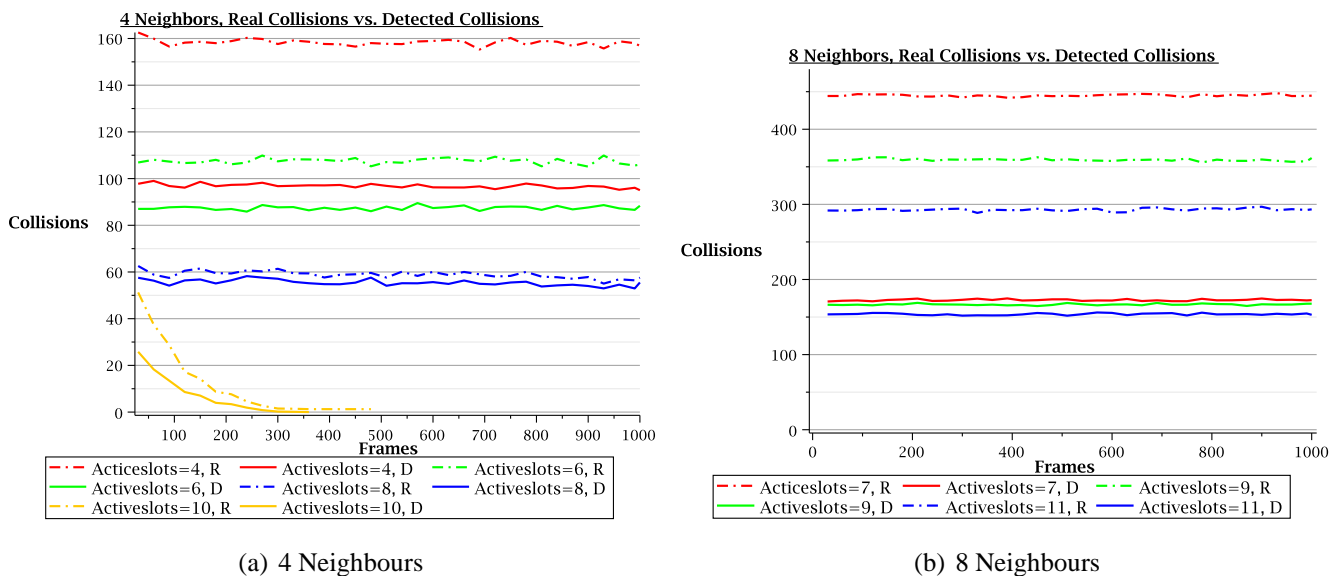 4 Neighbors, Real Collisions vs. Detected Collisions
160
140
120
100
80
60
40
20
0
Collisions
100 200 300 400 500 600 700 800 900 1000
Frames
Acticeslots=4, R Activeslots=4, D Activeslots=6, R
Activeslots=6, D Activeslots=8, R Activeslots=8, D
Activeslots=10, R Activeslots=10, D
(a) 4 Neighbours
8 Neighbors, Real Collisions vs. Detected Collisions
400
300
200
100
0
Collisions
0 200 400 600 800 1000
Frames
Acticeslots=7, R Activeslots=7, D Activeslots=9, R
Activeslots=9, D Activeslots=11, R Activeslots=11, D
(b) 8 Neighbours